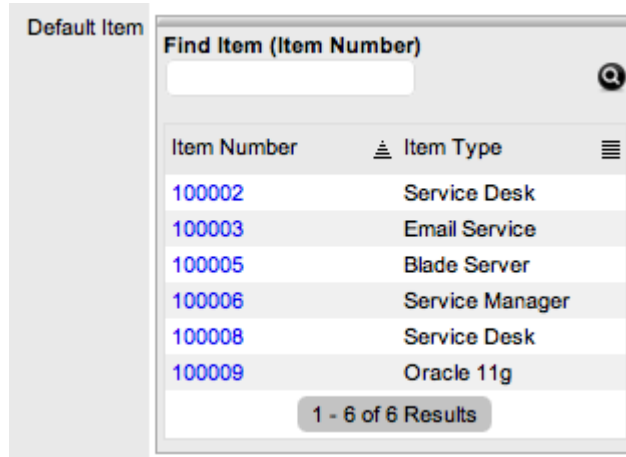 Default Item
Find Item (Item Number)
Item Number Item Type
100002 Service Desk
100003 Email Service
100005 Blade Server
100006 Service Manager
100008 Service Desk
100009 Oracle 11g
1 - 6 of 6 Results